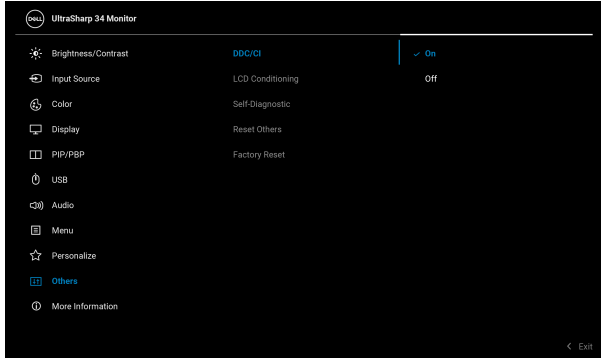 DELL UltraSharp 34 Monitor
Brightness/Contrast DDC/CI On
Input Source LCD Conditioning Off
Color Self-Diagnostic
Display Reset Others
PIP/PBP Factory Reset
USB
Audio
Menu
Personalize
Others
More Information
Exit